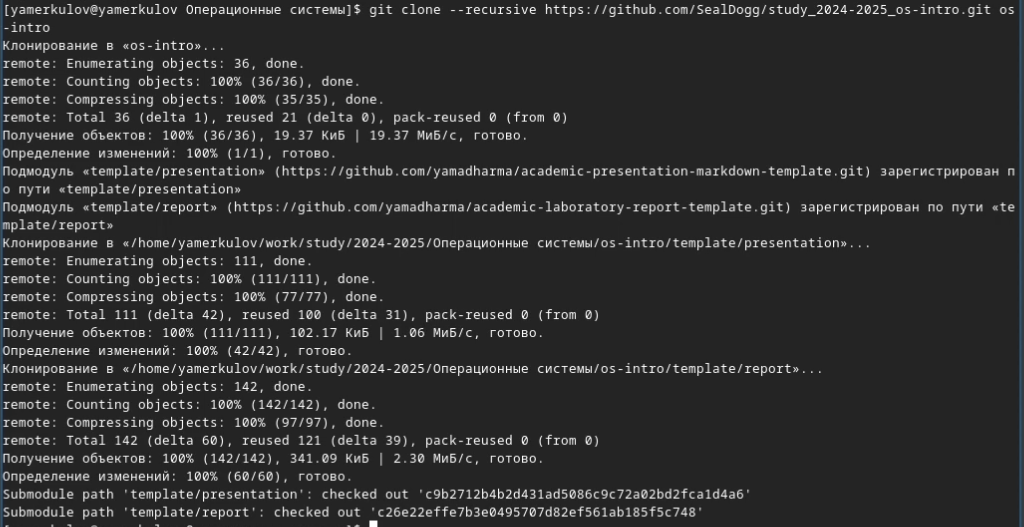 [yamerkulov@yamerkulov Операционные системы]$ git clone --recursive https://github.com/SealDogg/study_2024-2025_os-intro.git os
-intro
Клонирование в «os-intro»...
remote: Enumerating objects: 36, done.
remote: Counting objects: 100% (36/36), done.
remote: Compressing objects: 100% (35/35), done.
remote: Total 36 (delta 1), reused 21 (delta 0), pack-reused 0 (from 0)
Получение объектов: 100% (36/36), 19.37 КиБ | 19.37 МиБ/с, готово.
Определение изменений: 100% (1/1), готово.
Подмодуль «template/presentation» (https://github.com/yamadharma/academic-presentation-markdown-template.git) зарегистрирован п
о пути «template/presentation»
Подмодуль «template/report» (https://github.com/yamadharma/academic-laboratory-report-template.git) зарегистрирован по пути «te
mplate/report»
Клонирование в «/home/yamerkulov/work/study/2024-2025/Операционные системы/os-intro/template/presentation»...
remote: Enumerating objects: 111, done.
remote: Counting objects: 100% (111/111), done.
remote: Compressing objects: 100% (77/77), done.
remote: Total 111 (delta 42), reused 100 (delta 31), pack-reused 0 (from 0)
Получение объектов: 100% (111/111), 102.17 КиБ | 1.06 МиБ/с, готово.
Определение изменений: 100% (42/42), готово.
Клонирование в «/home/yamerkulov/work/study/2024-2025/Операционные системы/os-intro/template/report»...
remote: Enumerating objects: 142, done.
remote: Counting objects: 100% (142/142), done.
remote: Compressing objects: 100% (97/97), done.
remote: Total 142 (delta 60), reused 121 (delta 39), pack-reused 0 (from 0)
Получение объектов: 100% (142/142), 341.09 КиБ | 2.30 МиБ/с, готово.
Определение изменений: 100% (60/60), готово.
Submodule path 'template/presentation': checked out 'c9b2712b4b2d431ad5086c9c72a02bd2fca1d4a6'
Submodule path 'template/report': checked out 'c26e22effe7b3e0495707d82ef561ab185f5c748'